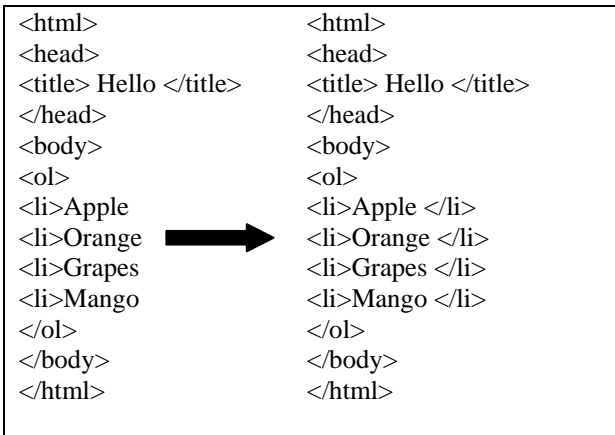 <html>
<head>
<title> Hello </title>
</head>
<body>
<ol>
<li>Apple
<li>Orange
<li>Grapes
<li>Mango
</ol>
</body>
</html>
<html>
<head>
<title> Hello </title>
</head>
<body>
<ol>
<li>Apple </li>
<li>Orange </li>
<li>Grapes </li>
<li>Mango </li>
</ol>
</body>
</html>